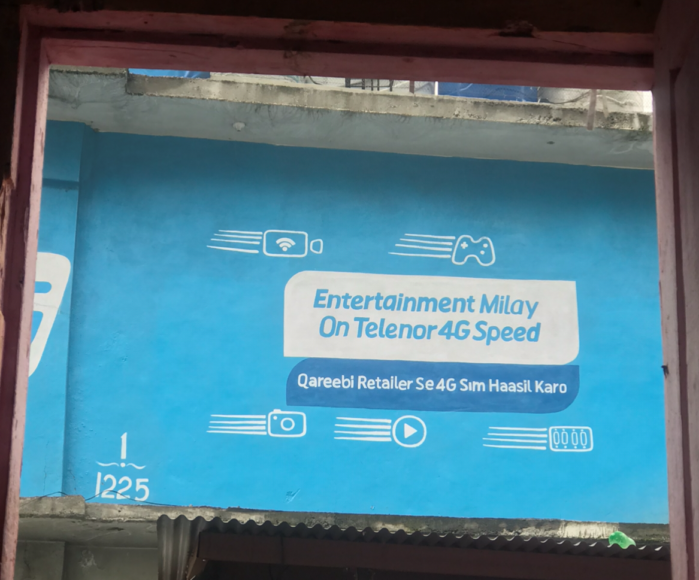 Entertainment Milay
On Telenor 4G Speed
Qareebi Retailer Se 4G Sim Haasil Karo
1
1225